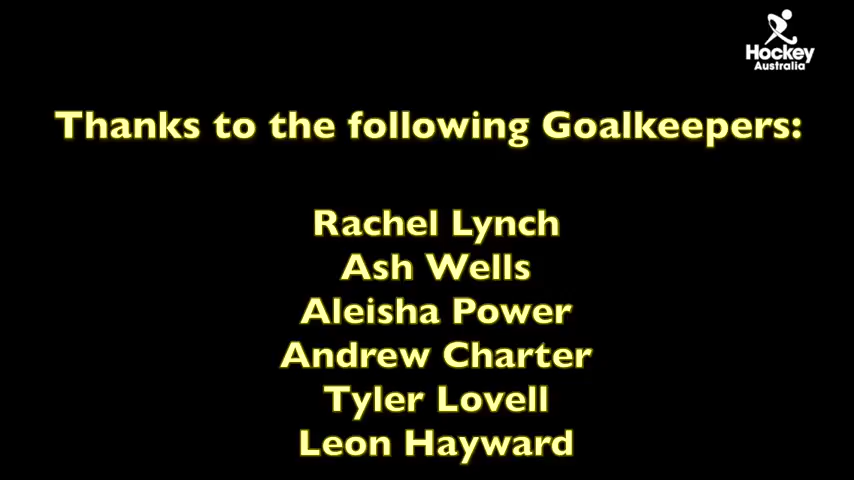 Hockey
Australia
Thanks to the following Goalkeepers:
Rachel Lynch
Ash Wells
Aleisha Power
Andrew Charter
Tyler Lovell
Leon Hayward